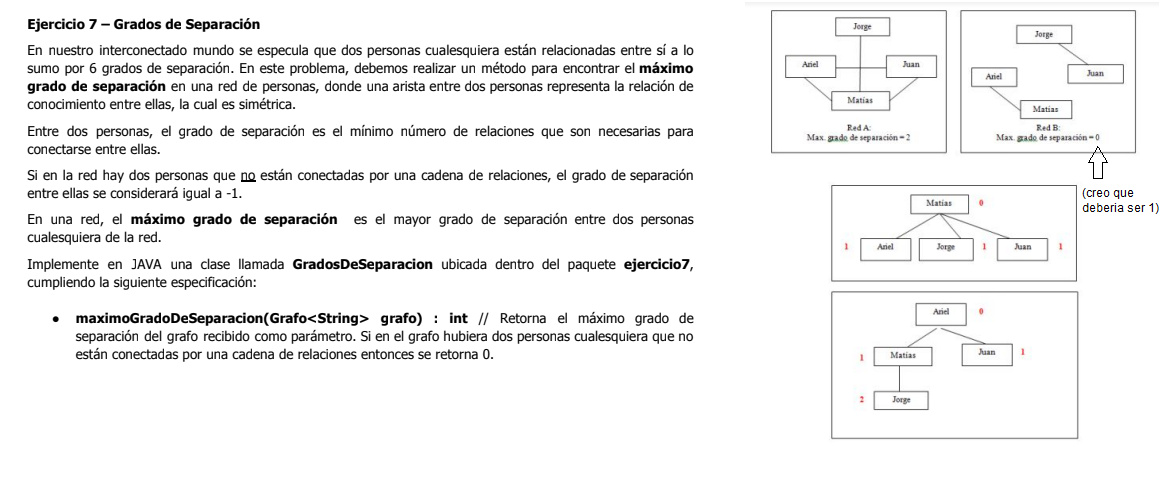 Ejercicio 7 – Grados de Separación
En nuestro interconectado mundo se especula que dos personas cualesquiera están relacionadas entre sí a lo
sumo por 6 grados de separación. En este problema, debemos realizar un método para encontrar el máximo
grado de separación en una red de personas, donde una arista entre dos personas representa la relación de
conocimiento entre ellas, la cual es simétrica.
Entre dos personas, el grado de separación es el mínimo número de relaciones que son necesarias para
conectarse entre ellas.
Si en la red hay dos personas que no están conectadas por una cadena de relaciones, el grado de separación
entre ellas se considerará igual a -1.
En una red, el máximo grado de separación es el mayor grado de separación entre dos personas
cualesquiera de la red.
Implemente en JAVA una clase llamada GradosDeSeparacion ubicada dentro del paquete ejercicio7,
cumpliendo la siguiente especificación:
● maximoGradoDeSeparacion(Grafo<String> grafo) : int // Retorna el máximo grado de
separación del grafo recibido como parámetro. Si en el grafo hubiera dos personas cualesquiera que no
están conectadas por una cadena de relaciones entonces se retorna 0.
Jorge
Ariel
Juan
Matías
Red A:
Max. grado de separación = 2
Jorge
Juan
Ariel
Matías
Red B:
Max. grado de separación = 0
(creo que
deberia ser 1)
Matías 0
1 Ariel Jorge 1 Juan 1
Ariel 0
1 Matías Juan 1
2 Jorge